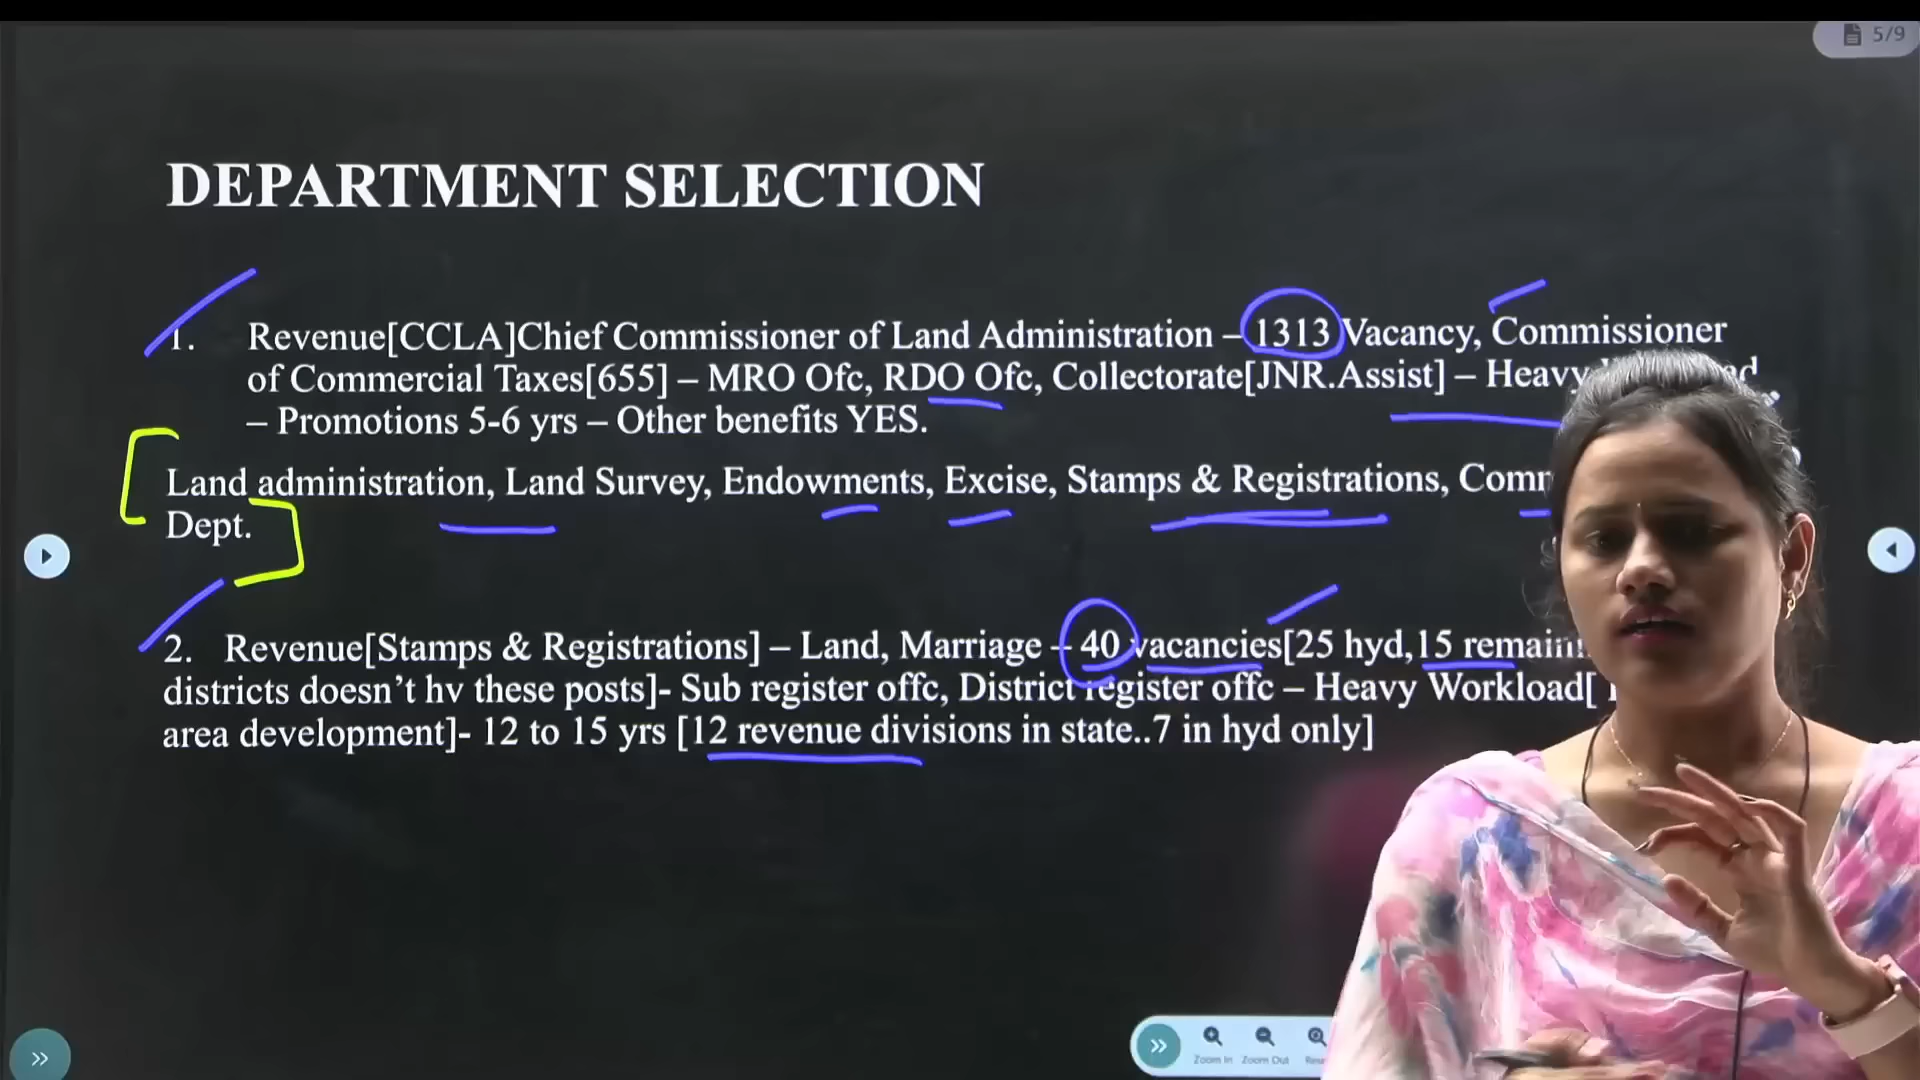 5/9
DEPARTMENT SELECTION
1. Revenue[CCLA]Chief Commissioner of Land Administration – 1313 Vacancy, Commissioner
of Commercial Taxes[655] – MRO Ofc, RDO Ofc, Collectorate[JNR.Assist] – Heavy
– Promotions 5-6 yrs – Other benefits YES.
Land administration, Land Survey, Endowments, Excise, Stamps & Registrations,
Dept.
2. Revenue[Stamps & Registrations] – Land, Marriage – 40 vacancies[25 hyd,15
districts doesn’t hv these posts]- Sub register offc, District register offc – Heavy Workload[
area development]- 12 to 15 yrs [12 revenue divisions in state..7 in hyd only]
Zoom In Zoom Out